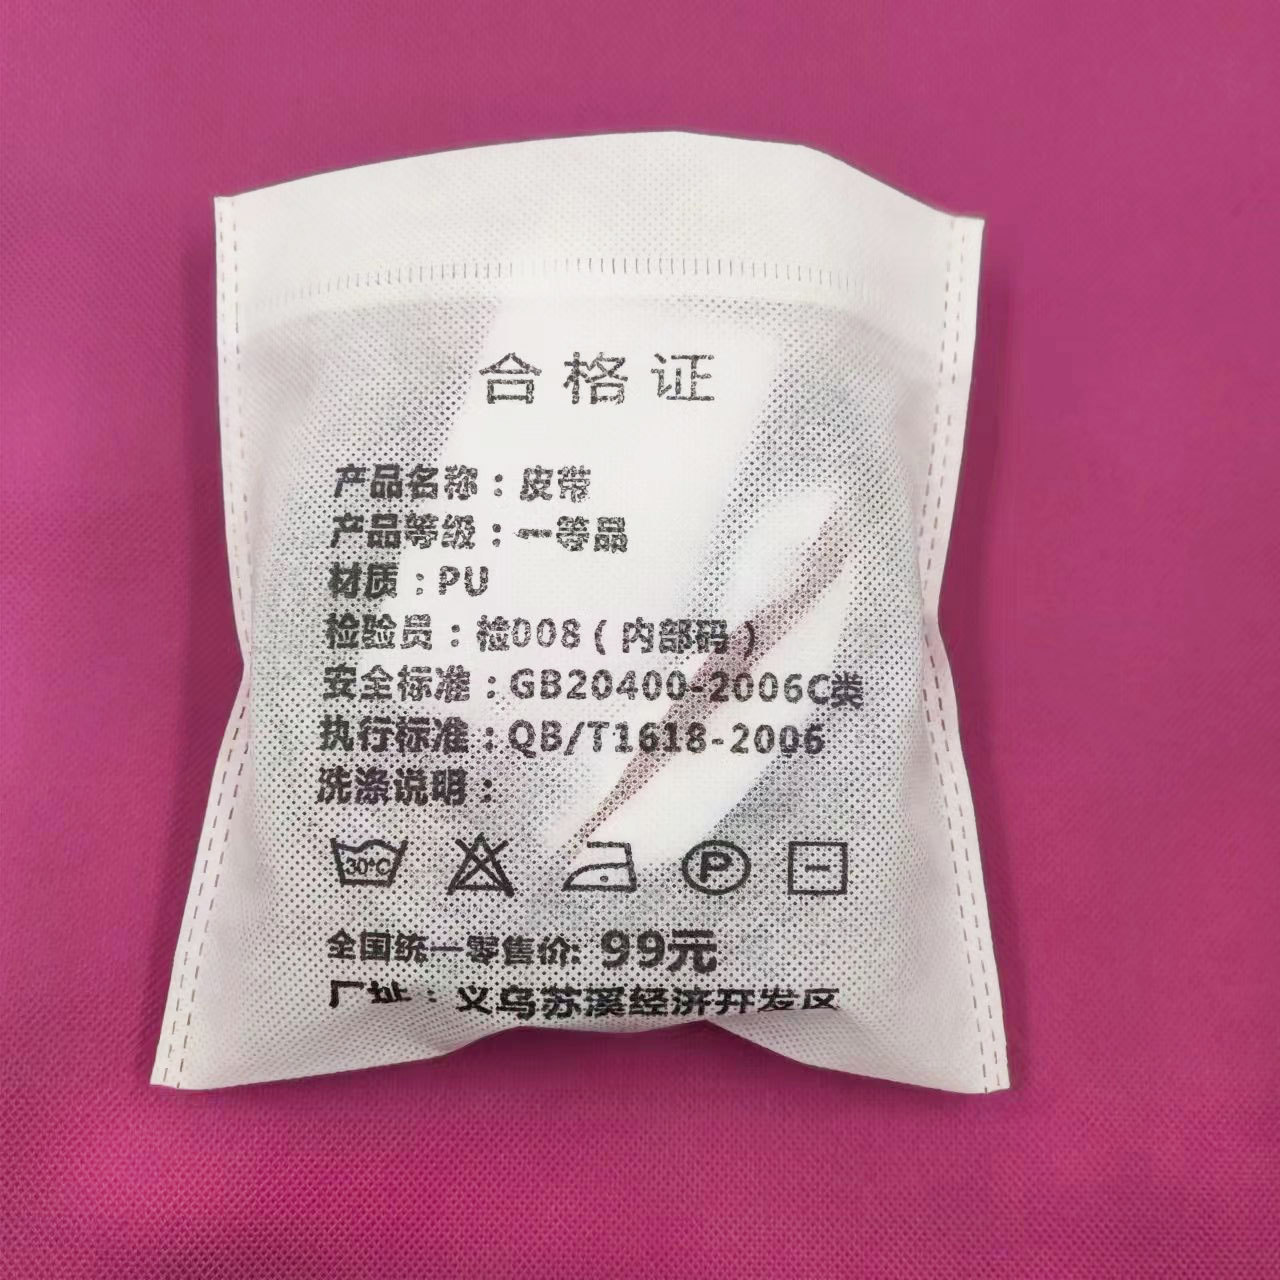 合格证
产品名称：皮带
产品等级：一等品
材质：PU
检验员：检008（内部码）
安全标准：GB20400-2006C类
执行标准：QB/T1618-2006
洗涤说明：
30°C P
全国统一零售价: 99元
厂址：义乌苏溪经济开发区